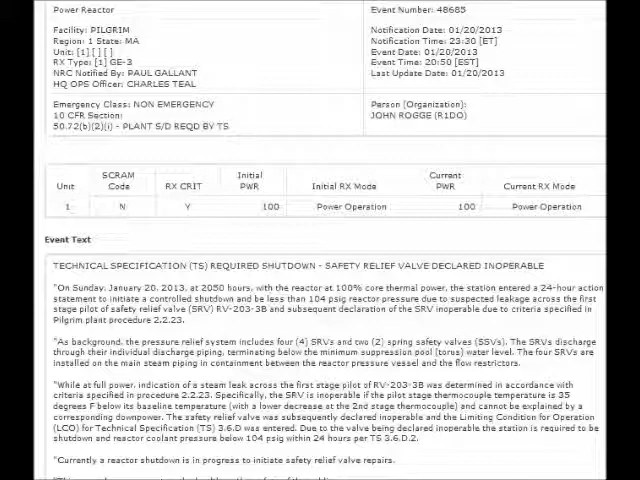 Power Reactor
Event Number: 48685
Facility: PILGRIM
Region: 1 State: MA
Unit: [1] [ ] [ ]
RX Type: [1] GE-3
NRC Notified By: PAUL GALLANT
HQ OPS Officer: CHARLES TEAL
Notification Date: 01/20/2013
Notification Time: 23:30 [ET]
Event Date: 01/20/2013
Event Time: 20:50 [EST]
Last Update Date: 01/20/2013
Emergency Class: NON EMERGENCY
10 CFR Section:
50.72(b)(2)(i) - PLANT S/D REQD BY TS
Person (Organization):
JOHN ROGGE (R1DO)
Unit SCRAM Code RX CRIT Initial PWR Initial RX Mode Current PWR Current RX Mode
1 N Y 100 Power Operation 100 Power Operation
Event Text
TECHNICAL SPECIFICATION (TS) REQUIRED SHUTDOWN - SAFETY RELIEF VALVE DECLARED INOPERABLE
"On Sunday, January 20, 2013, at 2050 hours, with the reactor at 100% core thermal power, the station entered a 24-hour action
statement to initiate a controlled shutdown and be less than 104 psig reactor pressure due to suspected leakage across the first
stage pilot of safety relief valve (SRV) RV-203-3B and subsequent declaration of the SRV inoperable due to criteria specified in
Pilgrim plant procedure 2.2.23.
"As background, the pressure relief system includes four (4) SRVs and two (2) spring safety valves (SSVs). The SRVs discharge
through their individual discharge piping, terminating below the minimum suppression pool (torus) water level. The four SRVs are
installed on the main steam piping in containment between the reactor pressure vessel and the flow restrictors.
"While at full power, indication of a steam leak across the first stage pilot of RV-203-3B was determined in accordance with
criteria specified in procedure 2.2.23. Specifically, the SRV is inoperable if the pilot stage thermocouple temperature is 35
degrees F below its baseline temperature (with a lower decrease at the 2nd stage thermocouple) and cannot be explained by a
corresponding downpower. The safety relief valve was subsequently declared inoperable and the Limiting Condition for Operation
(LCO) for Technical Specification (TS) 3.6.D was entered. Due to the valve being declared inoperable the station is required to be
shutdown and reactor coolant pressure below 104 psig within 24 hours per TS 3.6.D.2.
"Currently a reactor shutdown is in progress to initiate safety relief valve repairs.